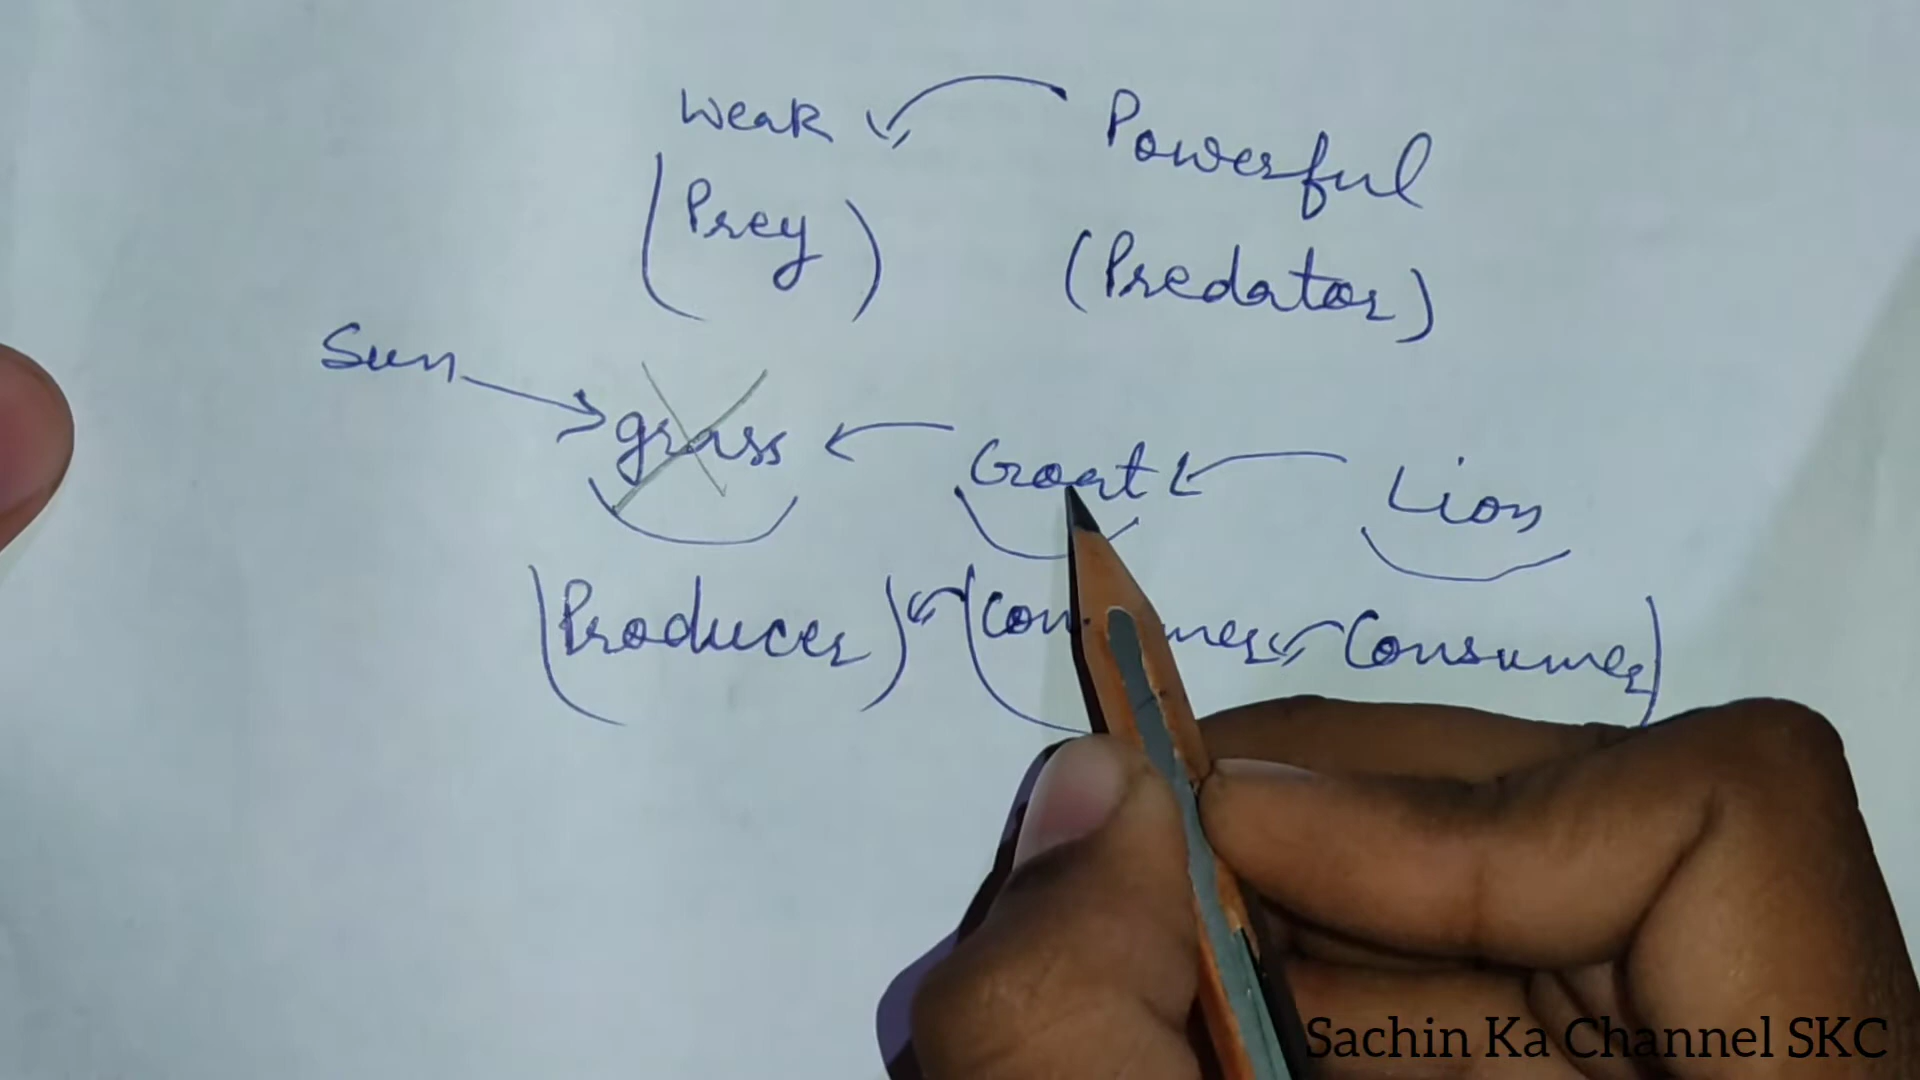 Weak Powerful
(Prey) (Predator)
Sun
grass Goat Lion
(Producer) (Consumer)
Sachin Ka Channel SKC